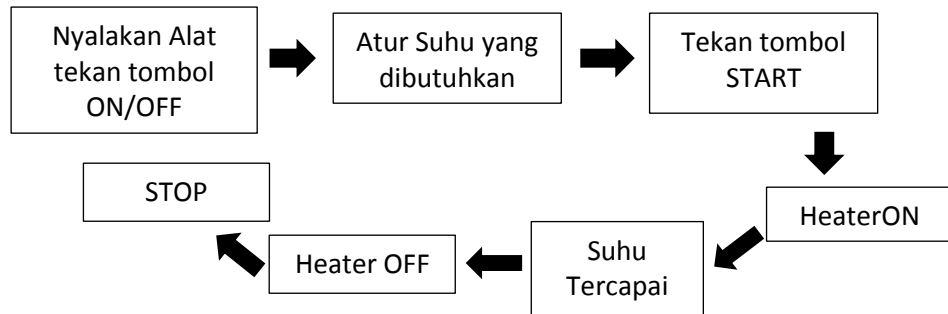 Nyalakan Alat
tekan tombol
ON/OFF
Atur Suhu yang
dibutuhkan
Tekan tombol
START
HeaterON
Suhu
Tercapai
Heater OFF
STOP